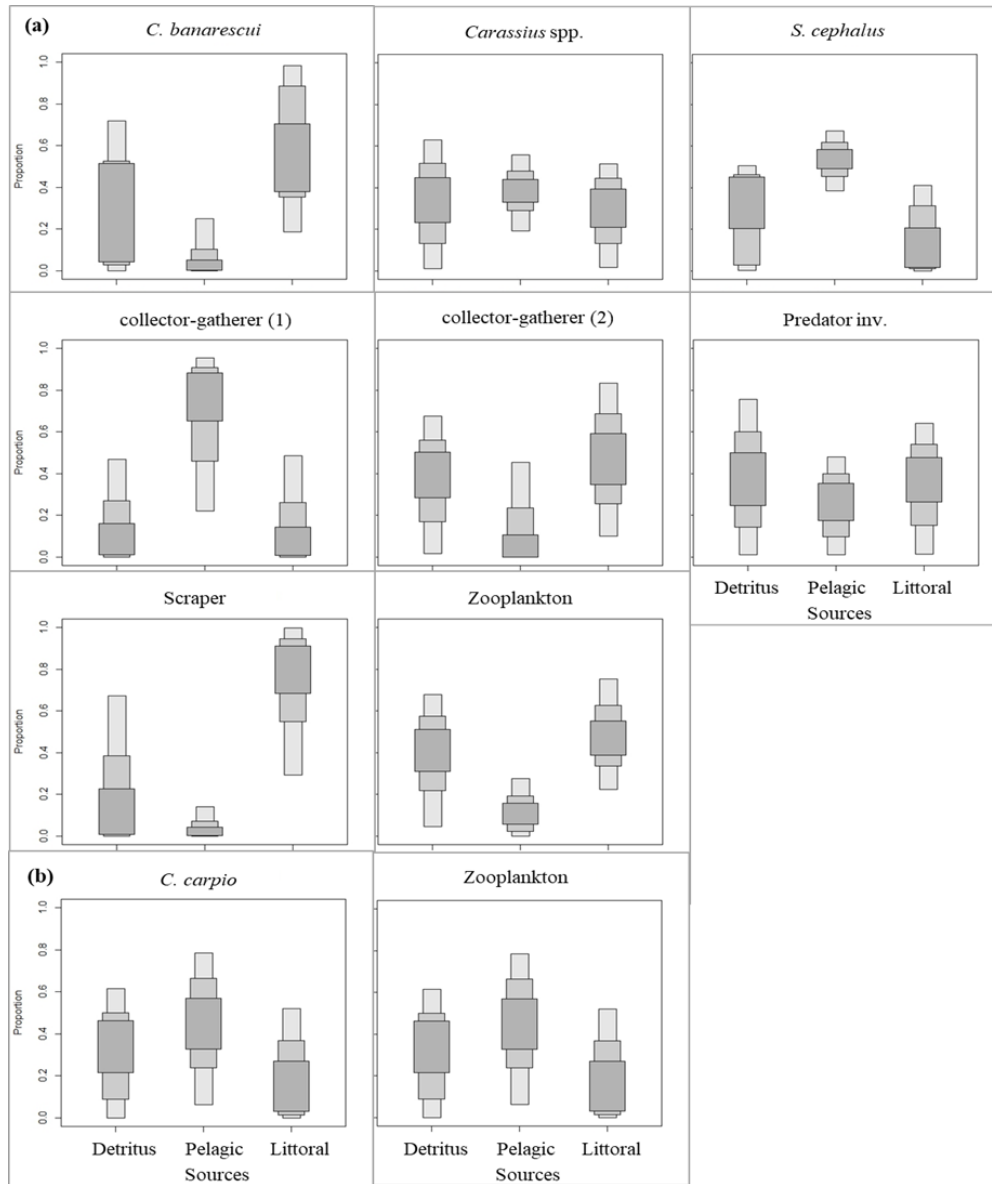 (a)
C. banarescui
Carassius spp.
S. cephalus
Proportion
1.0
0.8
0.6
0.4
0.2
0.0
collector-gatherer (1)
collector-gatherer (2)
Predator inv.
Proportion
1.0
0.8
0.6
0.4
0.2
0.0
Detritus Pelagic Littoral
Sources
Scraper
Zooplankton
Proportion
1.0
0.8
0.6
0.4
0.2
0.0
(b)
C. carpio
Zooplankton
Proportion
1.0
0.8
0.6
0.4
0.2
0.0
Detritus Pelagic Littoral
Sources
Detritus Pelagic Littoral
Sources